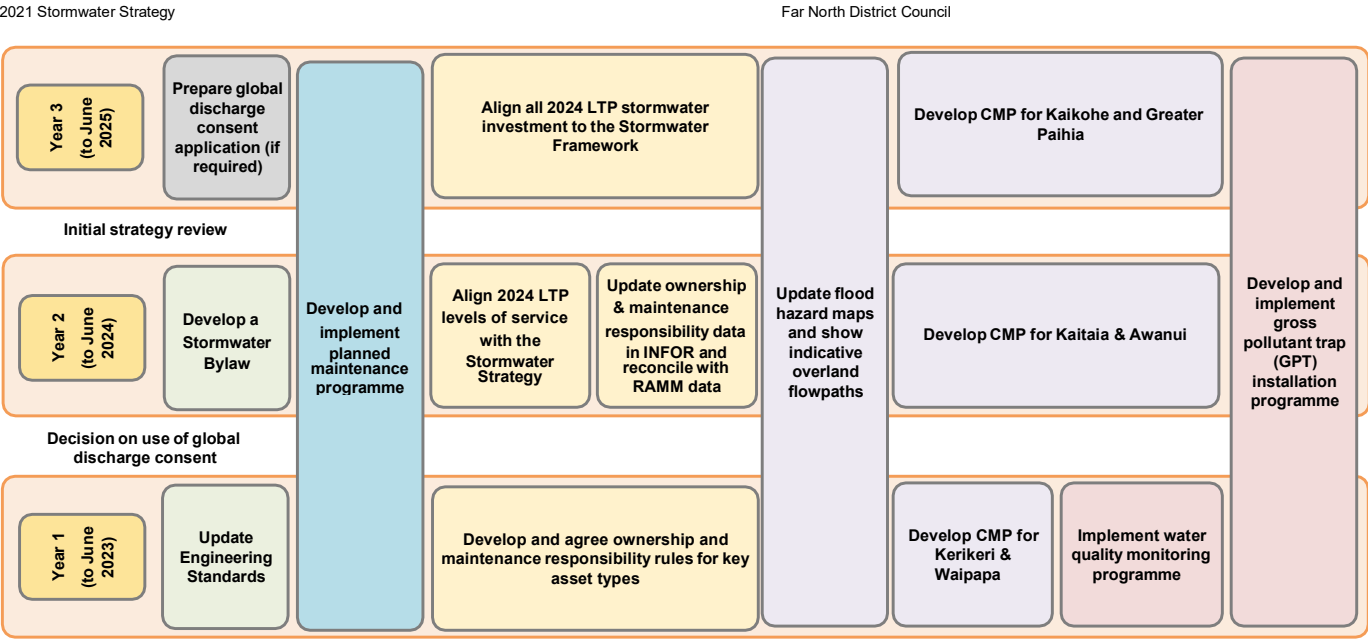 2021 Stormwater Strategy
Far North District Council
Year 3
(to June
2025)
Prepare global
discharge
consent
application (if
required)
Align all 2024 LTP stormwater
investment to the Stormwater
Framework
Develop CMP for Kaikohe and Greater
Paihia
Initial strategy review
Year 2
(to June
2024)
Develop a
Stormwater
Bylaw
Develop and
implement
planned
maintenance
programme
Align 2024 LTP
levels of service
with the
Stormwater
Strategy
Update ownership
& maintenance
responsibility data
in INFOR and
reconcile with
RAMM data
Update flood
hazard maps
and show
indicative
overland
flowpaths
Develop CMP for Kaitaia & Awanui
Develop and
implement
gross
pollutant trap
(GPT)
installation
programme
Decision on use of global
discharge consent
Year 1
(to June
2023)
Update
Engineering
Standards
Develop and agree ownership and
maintenance responsibility rules for key
asset types
Develop CMP for
Kerikeri &
Waipapa
Implement water
quality monitoring
programme